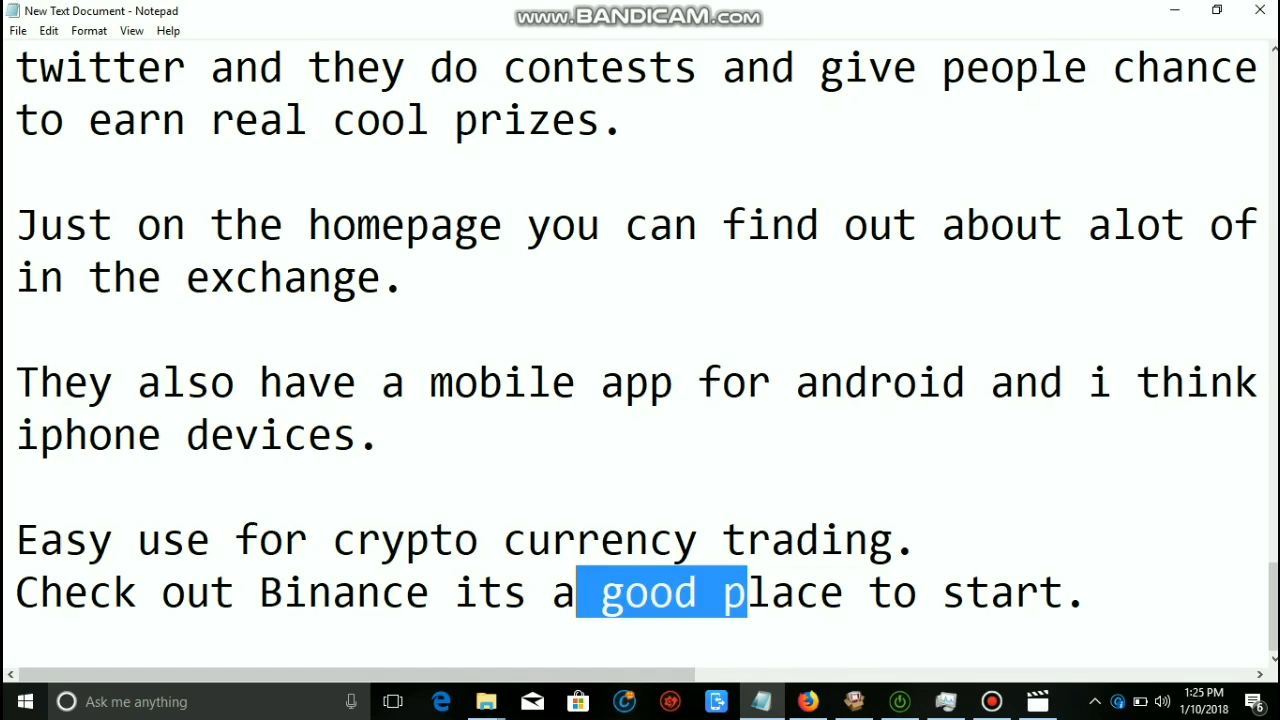 New Text Document - Notepad
www.BANDICAM.com
File Edit Format View Help
twitter and they do contests and give people chance
to earn real cool prizes.
Just on the homepage you can find out about alot of
in the exchange.
They also have a mobile app for android and i think
iphone devices.
Easy use for crypto currency trading.
Check out Binance its a good place to start.
Ask me anything
1:25 PM
1/10/2018
6